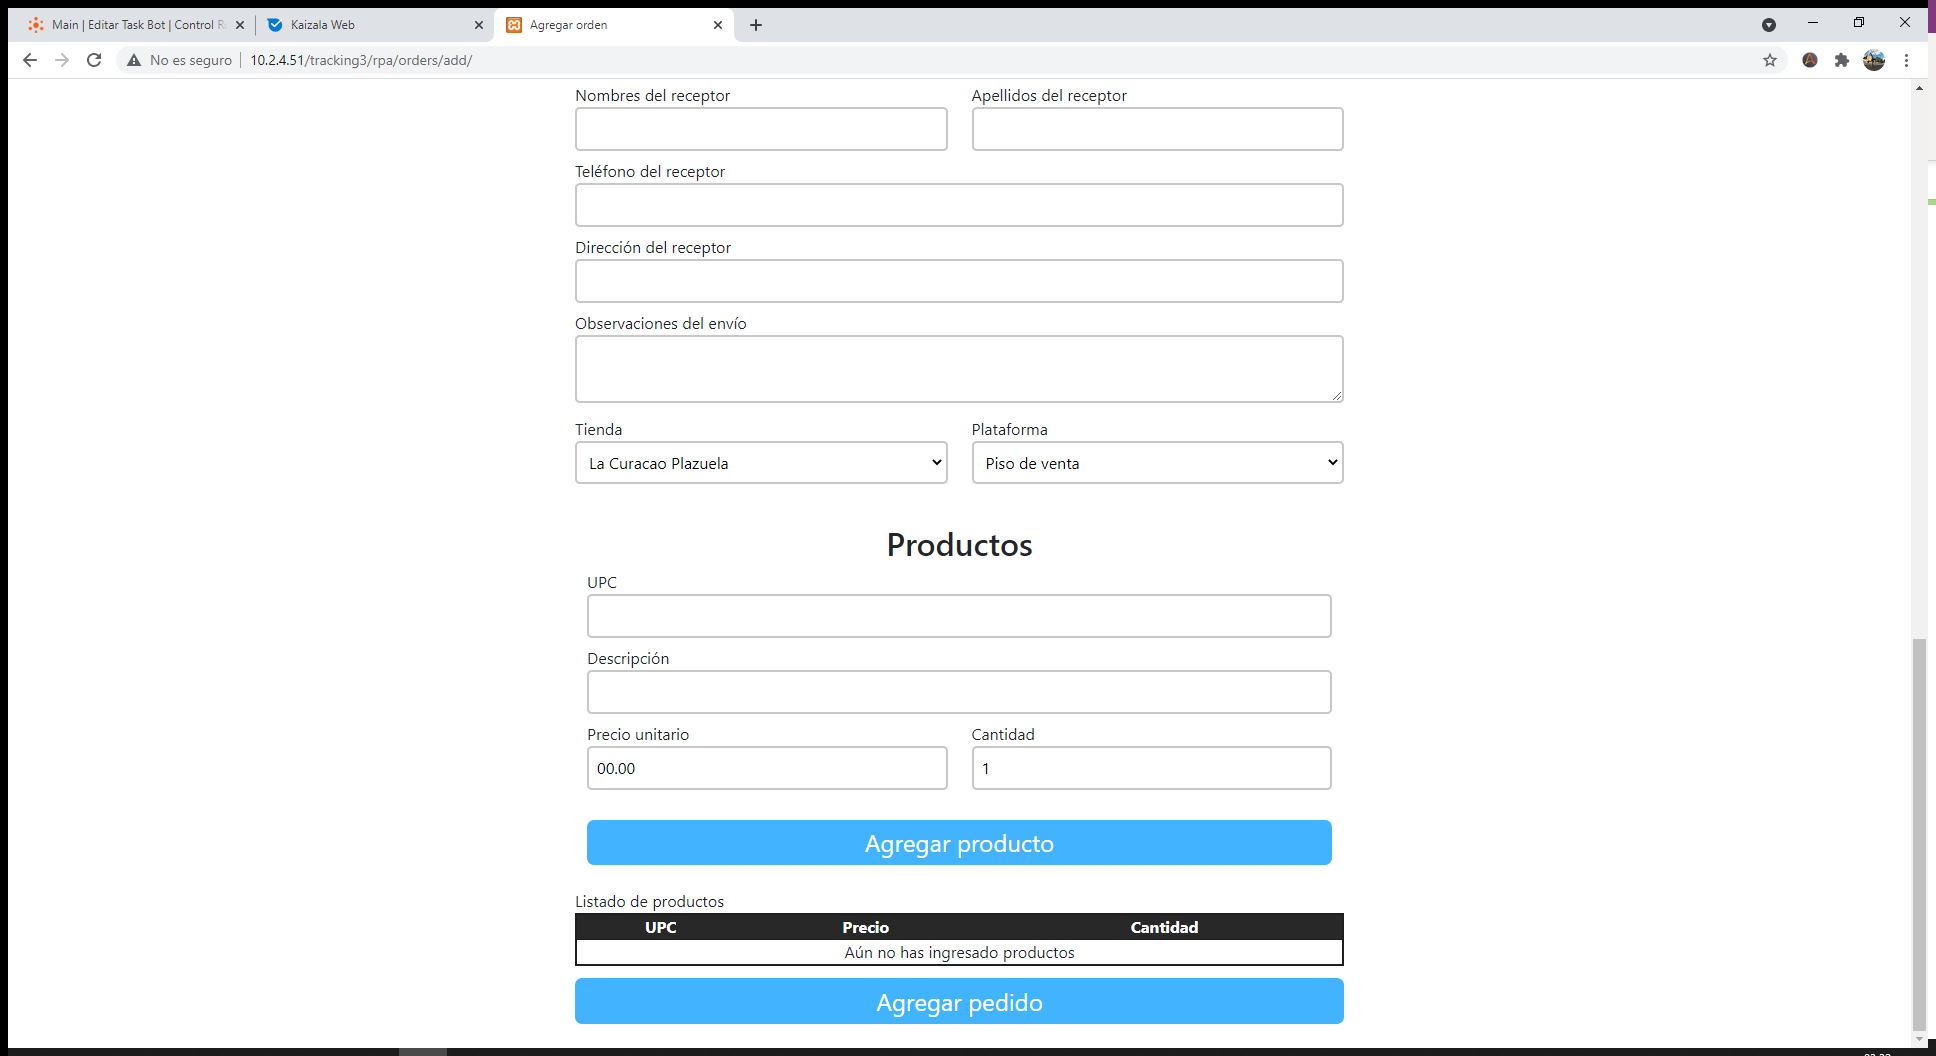 Main | Editar Task Bot | Control R
Kaizala Web
Agregar orden
No es seguro
10.2.4.51/tracking3/rpa/orders/add/
Nombres del receptor
Apellidos del receptor
Teléfono del receptor
Dirección del receptor
Observaciones del envío
Tienda
Plataforma
La Curacao Plazuela
Piso de venta
Productos
UPC
Descripción
Precio unitario
Cantidad
00.00
1
Agregar producto
Listado de productos
UPC Precio Cantidad
Aún no has ingresado productos
Agregar pedido